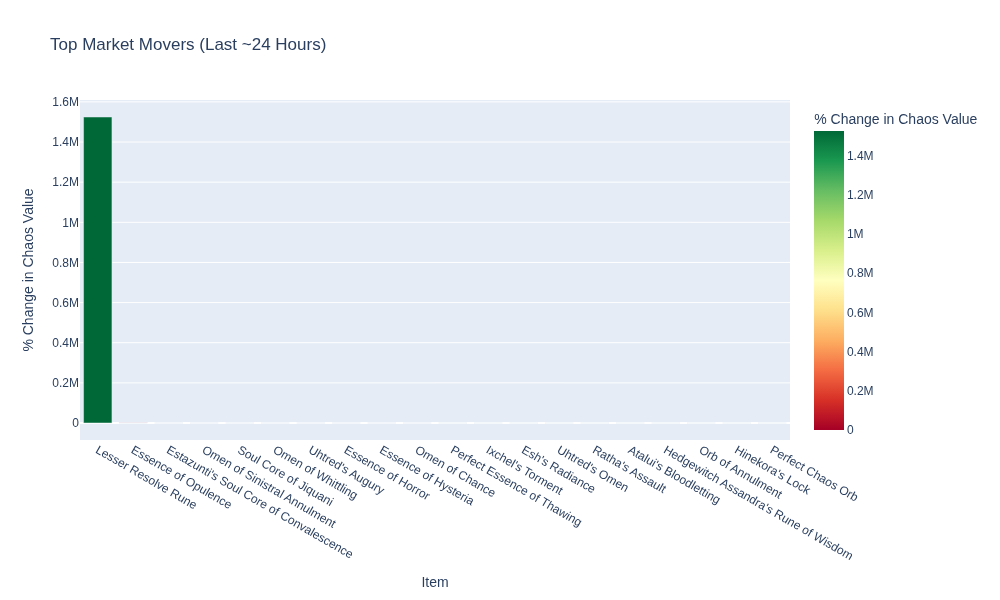 Top Market Movers (Last ~24 Hours)
% Change in Chaos Value
1.6M
1.4M
1.2M
1M
0.8M
0.6M
0.4M
0.2M
0
Lesser Resolve Rune
Essence of Opulence
Estazunti's Soul Core of Convalescence
Omen of Sinistral Annulment
Soul Core of Jiquani
Omen of Whittling
Uhtred's Augury
Essence of Horror
Essence of Hysteria
Omen of Chance
Perfect Essence of Thawing
Ixchel's Torment
Esh's Radiance
Uhtred's Omen
Ratha's Assault
Atalui's Bloodletting
Hedgewitch Assandra's Rune of Wisdom
Orb of Annulment
Hinekora's Lock
Perfect Chaos Orb
Item
% Change in Chaos Value
1.4M
1.2M
1M
0.8M
0.6M
0.4M
0.2M
0